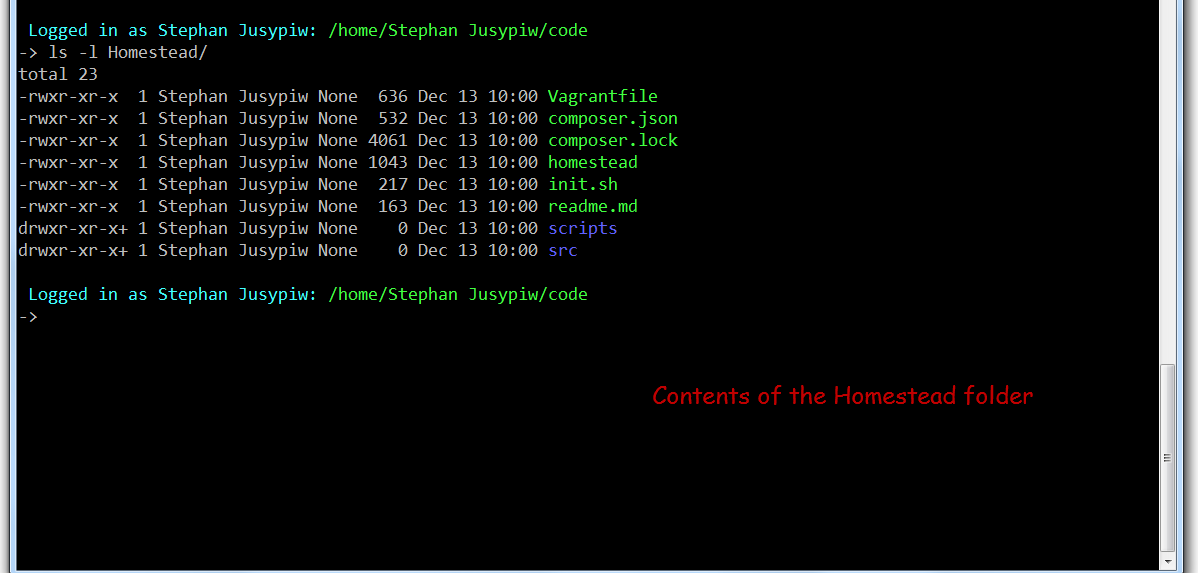 Logged in as Stephan Jusypiw: /home/Stephan Jusypiw/code
-> ls -l Homestead/
total 23
-rwxr-xr-x  1 Stephan Jusypiw None  636 Dec 13 10:00 Vagrantfile
-rwxr-xr-x  1 Stephan Jusypiw None  532 Dec 13 10:00 composer.json
-rwxr-xr-x  1 Stephan Jusypiw None 4061 Dec 13 10:00 composer.lock
-rwxr-xr-x  1 Stephan Jusypiw None 1043 Dec 13 10:00 homestead
-rwxr-xr-x  1 Stephan Jusypiw None  217 Dec 13 10:00 init.sh
-rwxr-xr-x  1 Stephan Jusypiw None  163 Dec 13 10:00 readme.md
drwxr-xr-x+ 1 Stephan Jusypiw None    0 Dec 13 10:00 scripts
drwxr-xr-x+ 1 Stephan Jusypiw None    0 Dec 13 10:00 src
Logged in as Stephan Jusypiw: /home/Stephan Jusypiw/code
->
Contents of the Homestead folder